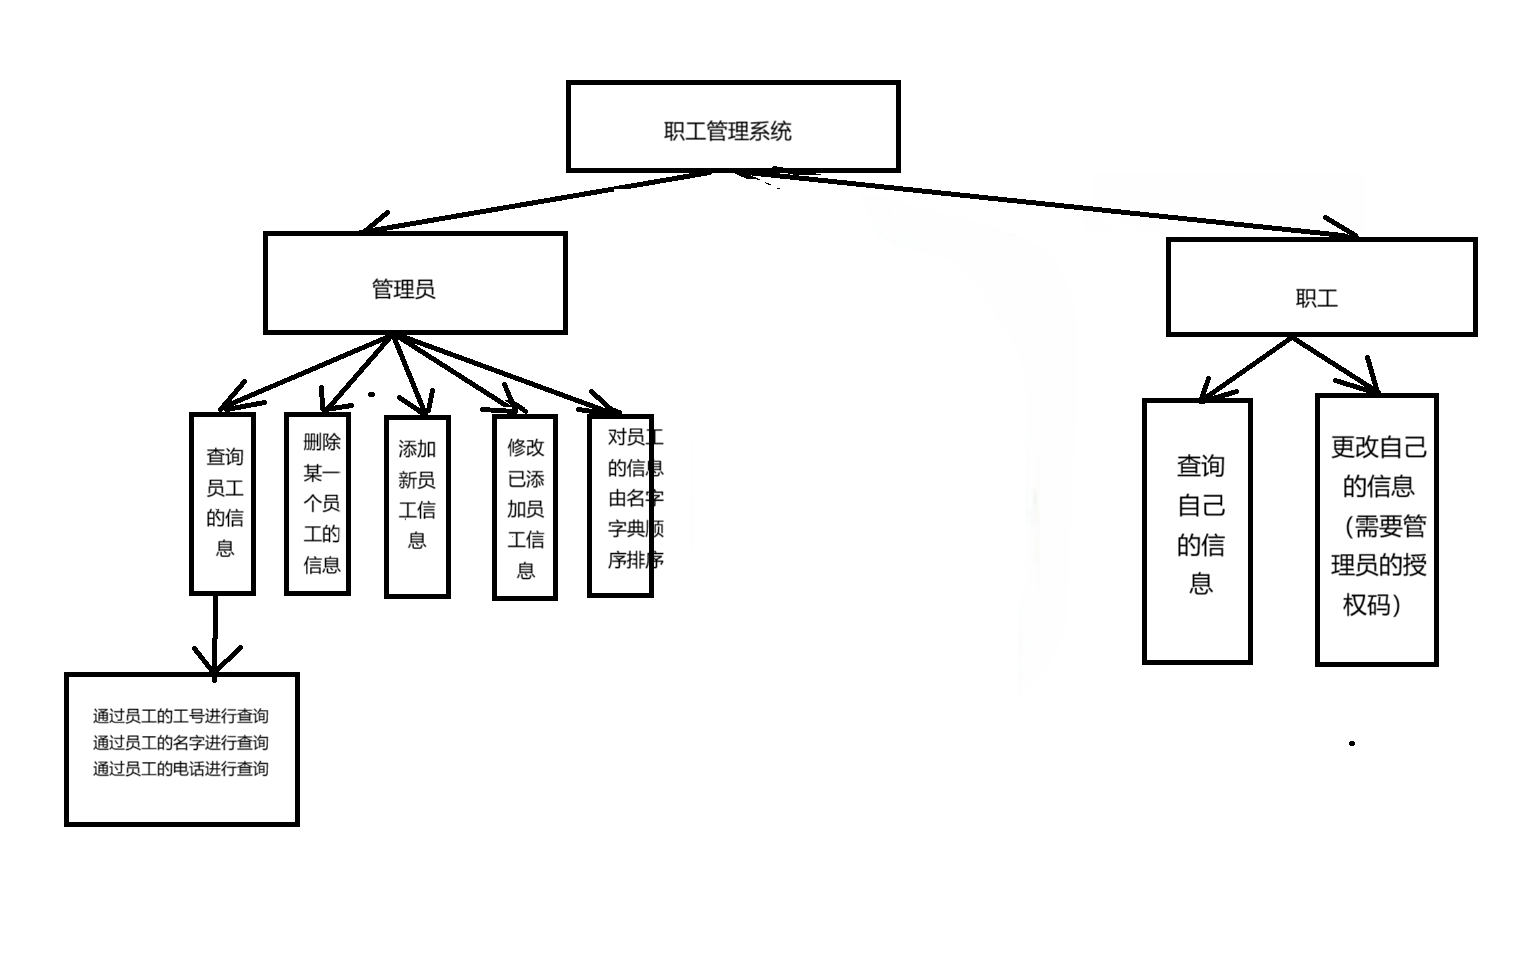 职工管理系统
管理员
职工
查询
员工
的信
息
删除
某一
个员
工的
信息
添加
新员
工信
息
修改
已添
加员
工信
息
对员工
的信息
由名字
字典顺
序排序
查询
自己
的信
息
更改自己
的信息
（需要管
理员的授
权码）
通过员工的工号进行查询
通过员工的名字进行查询
通过员工的电话进行查询